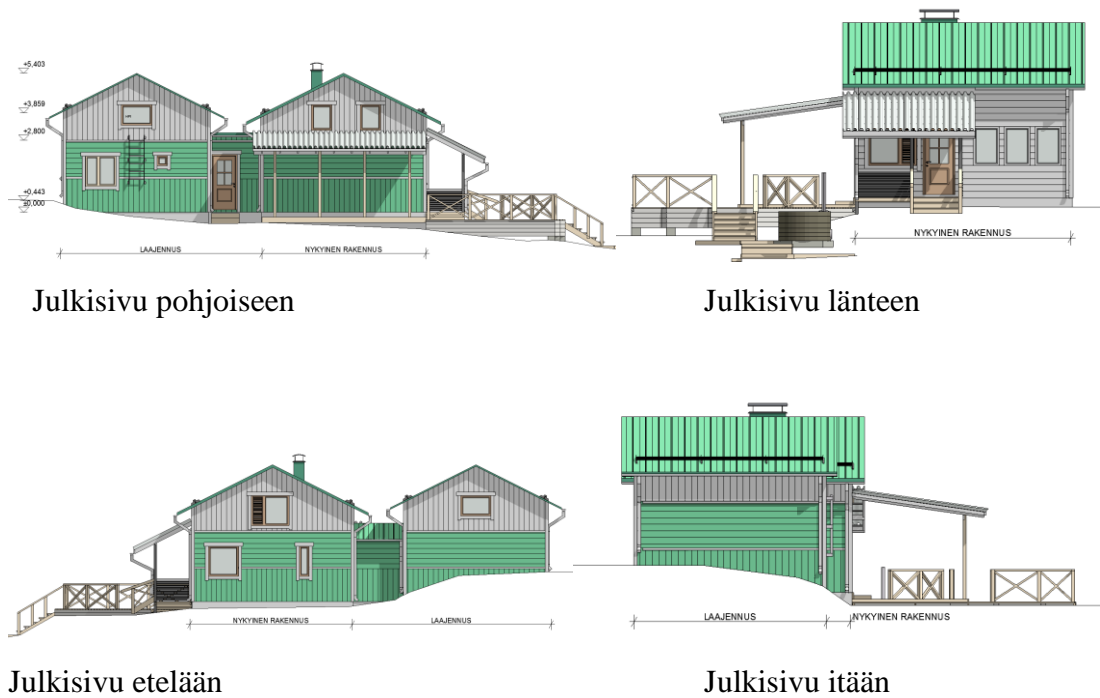 +5,403
+3,859
+2,800
+0,443
±0,000
LAAJENNUS
NYKYINEN RAKENNUS
NYKYINEN RAKENNUS
Julkisivu pohjoiseen
Julkisivu länteen
NYKYINEN RAKENNUS
LAAJENNUS
LAAJENNUS
NYKYINEN RAKENNUS
Julkisivu etelään
Julkisivu itään